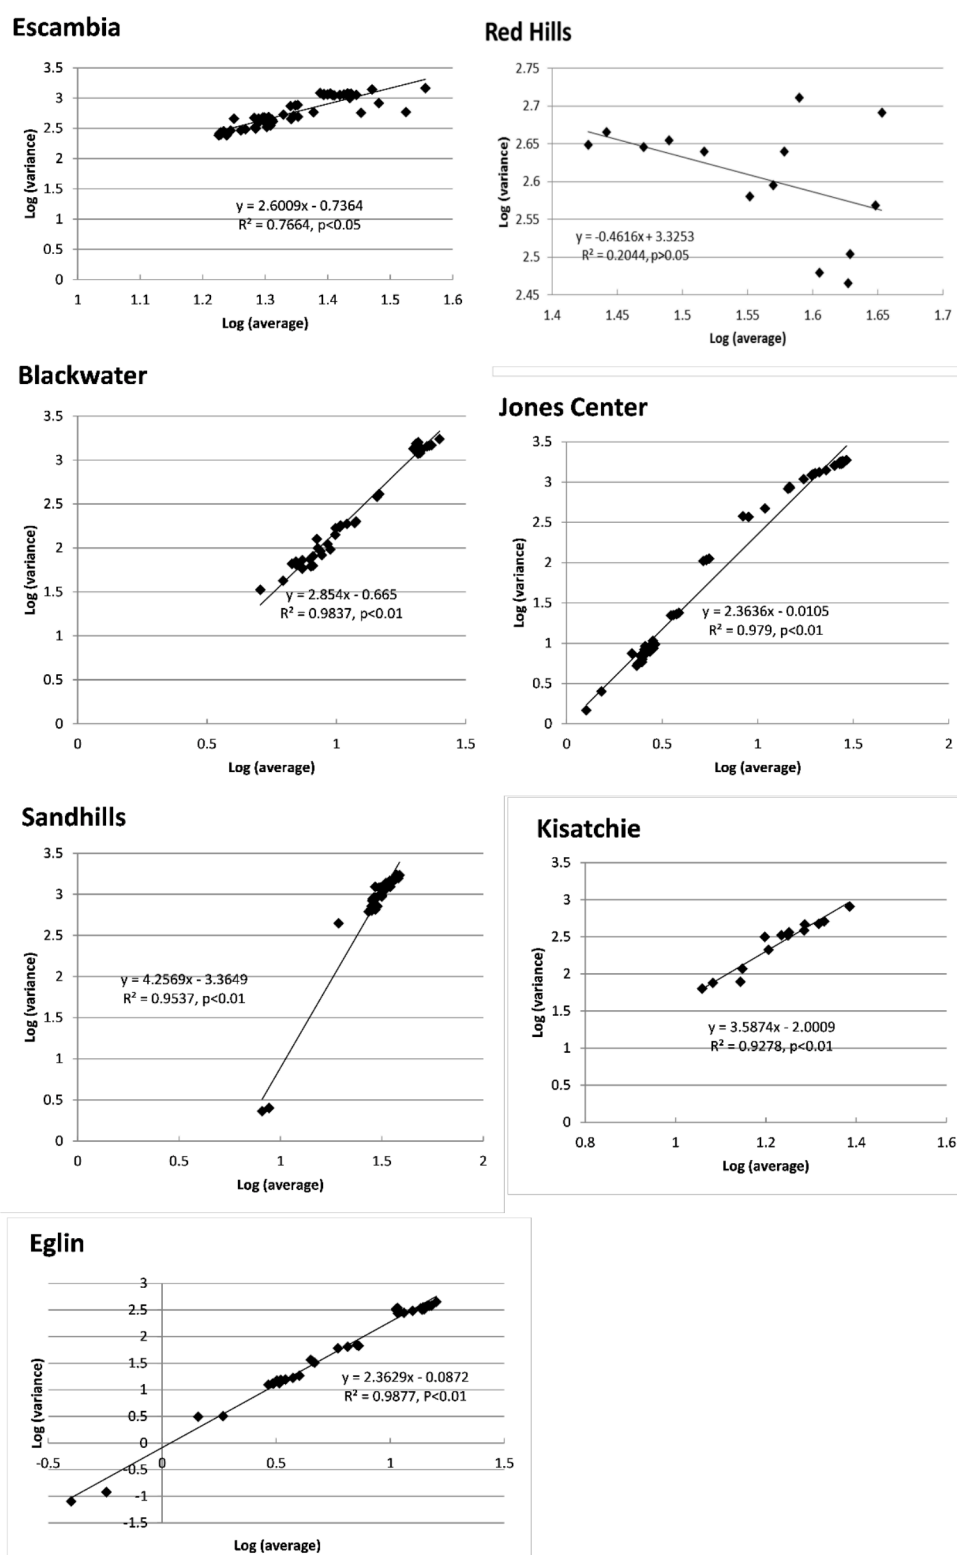 Escambia
3.5
3
2.5
2
1.5
1
0.5
0
Log (variance)
y = 2.6009x - 0.7364
R² = 0.7664, p<0.05
1 1.1 1.2 1.3 1.4 1.5 1.6
Log (average)
Red Hills
2.75
2.7
2.65
2.6
2.55
2.5
2.45
Log (variance)
y = -0.4616x + 3.3253
R² = 0.2044, p>0.05
1.4 1.45 1.5 1.55 1.6 1.65 1.7
Log (average)
Blackwater
3.5
3
2.5
2
1.5
1
0.5
0
Log (variance)
y = 2.854x - 0.665
R² = 0.9837, p<0.01
0 0.5 1 1.5
Log (average)
Jones Center
3.5
3
2.5
2
1.5
1
0.5
0
Log (variance)
y = 2.3636x - 0.0105
R² = 0.979, p<0.01
0 0.5 1 1.5 2
Log (average)
Sandhills
3.5
3
2.5
2
1.5
1
0.5
0
Log (variance)
y = 4.2569x - 3.3649
R² = 0.9537, p<0.01
0 0.5 1 1.5 2
Log (average)
Kisatchie
3.5
3
2.5
2
1.5
1
0.5
0
Log (variance)
y = 3.5874x - 2.0009
R² = 0.9278, p<0.01
0.8 1 1.2 1.4 1.6
Log (average)
Eglin
3
2.5
2
1.5
1
0.5
0
-0.5
-1
-1.5
Log (variance)
y = 2.3629x - 0.0872
R² = 0.9877, P<0.01
-0.5 0 0.5 1 1.5
Log (average)